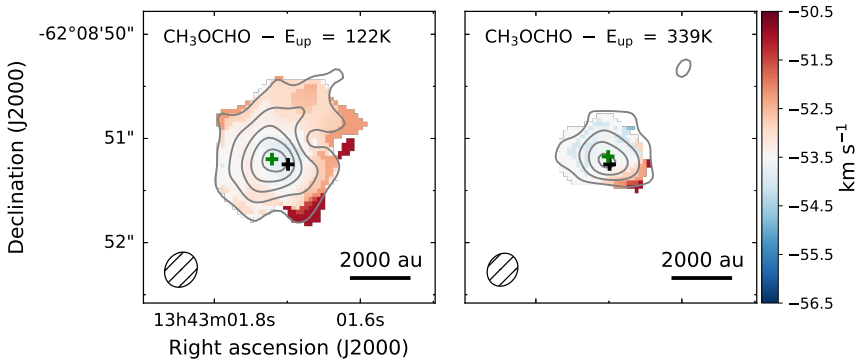 CH₃OCHO − E_up = 122K
CH₃OCHO − E_up = 339K
-62°08'50"
51"
52"
Declination (J2000)
2000 au
2000 au
13h43m01.8s
01.6s
Right ascension (J2000)
−50.5
−51.5
−52.5
−53.5
−54.5
−55.5
−56.5
km s⁻¹